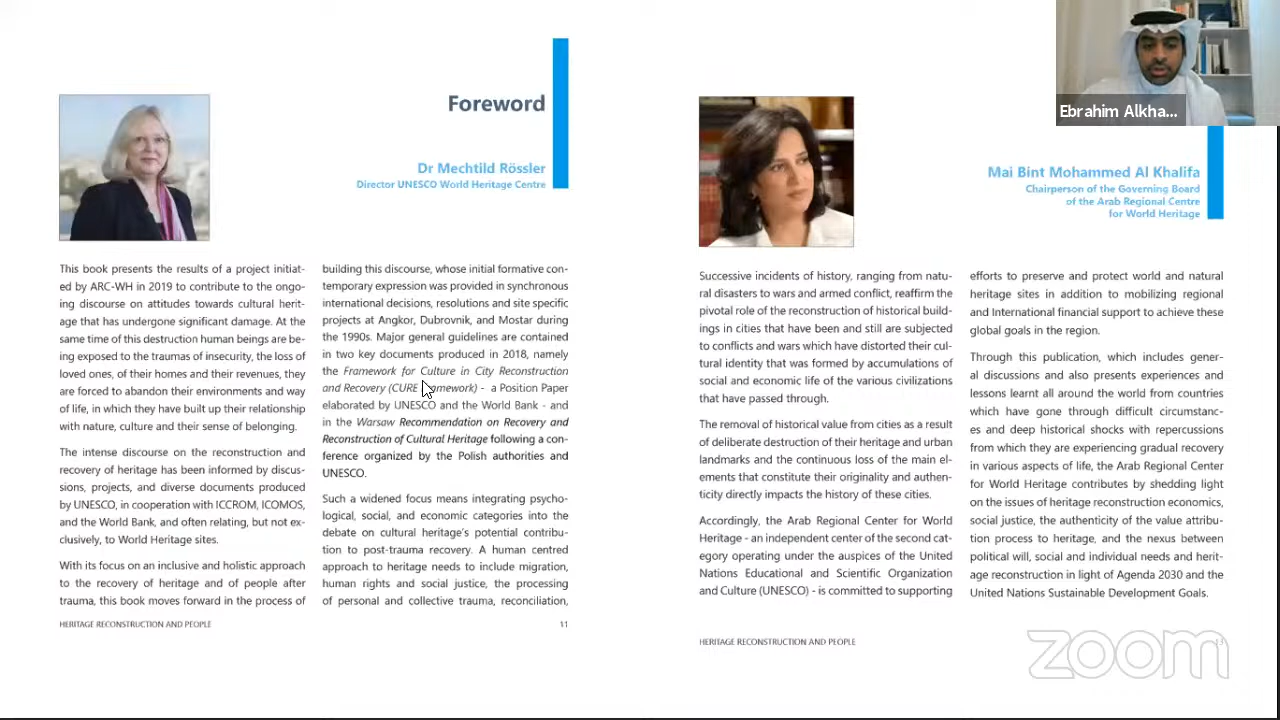 Foreword
Dr Mechtild Rössler
Director UNESCO World Heritage Centre
This book presents the results of a project initiat-
ed by ARC-WH in 2019 to contribute to the ongo-
ing discourse on attitudes towards cultural herit-
age that has undergone significant damage. At the
same time of this destruction human beings are be-
ing exposed to the traumas of insecurity, the loss of
loved ones, of their homes and their revenues, they
are forced to abandon their environments and way
of life, in which they have built up their relationship
with nature, culture and their sense of belonging.
The intense discourse on the reconstruction and
recovery of heritage has been informed by discus-
sions, projects, and diverse documents produced
by UNESCO, in cooperation with ICCROM, ICOMOS,
and the World Bank, and often relating, but not ex-
clusively, to World Heritage sites.
With its focus on an inclusive and holistic approach
to the recovery of heritage and of people after
trauma, this book moves forward in the process of
building this discourse, whose initial formative con-
temporary expression was provided in synchronous
international decisions, resolutions and site specific
projects at Angkor, Dubrovnik, and Mostar during
the 1990s. Major general guidelines are contained
in two key documents produced in 2018, namely
the Framework for Culture in City Reconstruction
and Recovery (CURE Framework) - a Position Paper
elaborated by UNESCO and the World Bank - and
in the Warsaw Recommendation on Recovery and
Reconstruction of Cultural Heritage following a con-
ference organized by the Polish authorities and
UNESCO.
Such a widened focus means integrating psycho-
logical, social, and economic categories into the
debate on cultural heritage's potential contribu-
tion to post-trauma recovery. A human centred
approach to heritage needs to include migration,
human rights and social justice, the processing
of personal and collective trauma, reconciliation,
HERITAGE RECONSTRUCTION AND PEOPLE
11
Ebrahim Alkha...
Mai Bint Mohammed Al Khalifa
Chairperson of the Governing Board
of the Arab Regional Centre
for World Heritage
Successive incidents of history, ranging from natu-
ral disasters to wars and armed conflict, reaffirm the
pivotal role of the reconstruction of historical build-
ings in cities that have been and still are subjected
to conflicts and wars which have distorted their cul-
tural identity that was formed by accumulations of
social and economic life of the various civilizations
that have passed through.
The removal of historical value from cities as a result
of deliberate destruction of their heritage and urban
landmarks and the continuous loss of the main el-
ements that constitute their originality and authen-
ticity directly impacts the history of these cities.
Accordingly, the Arab Regional Center for World
Heritage - an independent center of the second cat-
egory operating under the auspices of the United
Nations Educational and Scientific Organization
and Culture (UNESCO) - is committed to supporting
efforts to preserve and protect world and natural
heritage sites in addition to mobilizing regional
and International financial support to achieve these
global goals in the region.
Through this publication, which includes gener-
al discussions and also presents experiences and
lessons learnt all around the world from countries
which have gone through difficult circumstanc-
es and deep historical shocks with repercussions
from which they are experiencing gradual recovery
in various aspects of life, the Arab Regional Center
for World Heritage contributes by shedding light
on the issues of heritage reconstruction economics,
social justice, the authenticity of the value attribu-
tion process to heritage, and the nexus between
political will, social and individual needs and herit-
age reconstruction in light of Agenda 2030 and the
United Nations Sustainable Development Goals.
HERITAGE RECONSTRUCTION AND PEOPLE
13
zoom